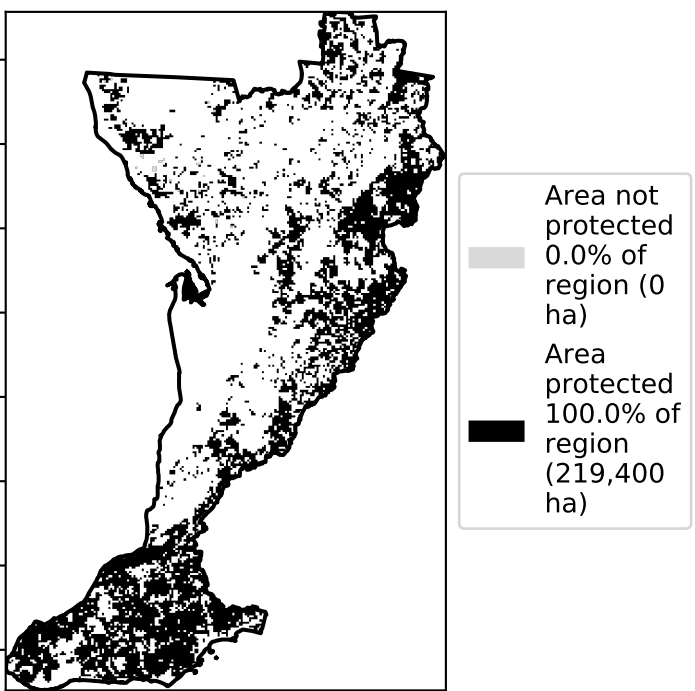 Area not
protected
0.0% of
region (0
ha)
Area
protected
100.0% of
region
(219,400
ha)